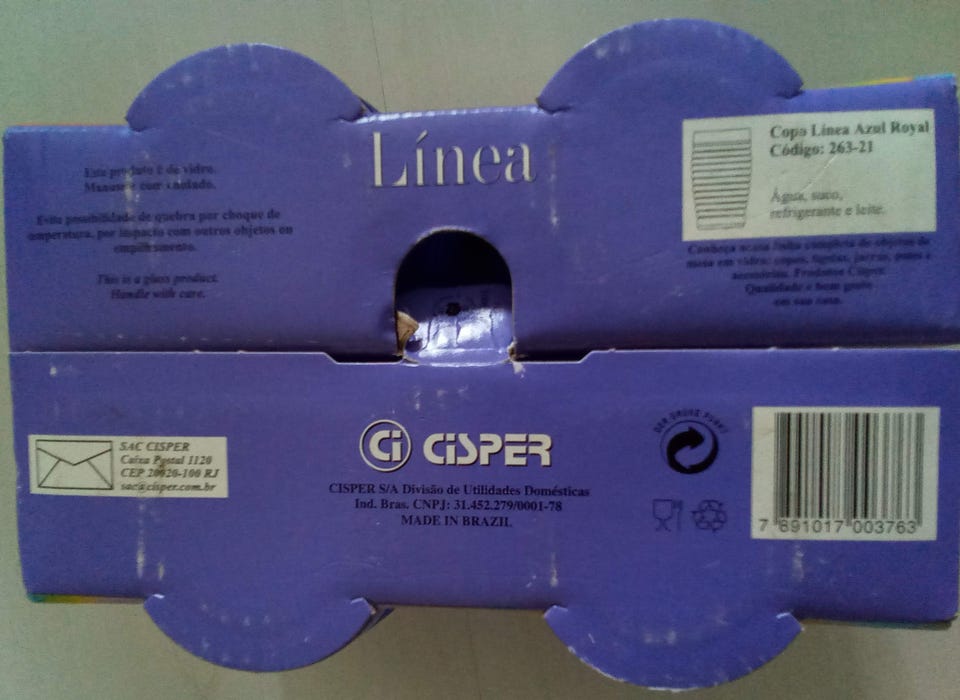 Línea
Este produto é de vidro.
Manuseie com cuidado.
Evite possibilidade de quebra por choque de
temperatura, por impacto com outros objetos ou
empilhamento.
This is a glass product.
Handle with care.
Copo Línea Azul Royal
Código: 263-21
Água, suco,
refrigerante e leite.
Conheça nossa linha completa de objetos de
mesa em vidro: copos, tigelas, jarras, potes e
acessórios. Produtos Cisper.
Qualidade e bom gosto
em sua casa.
SAC CISPER
Caixa Postal 1120
CEP 20020-100 RJ
sac@cisper.com.br
Ci CISPER
CISPER S/A Divisão de Utilidades Domésticas
Ind. Bras. CNPJ: 31.452.279/0001-78
MADE IN BRAZIL
DER GRÜNE PUNKT
7 891017 003763